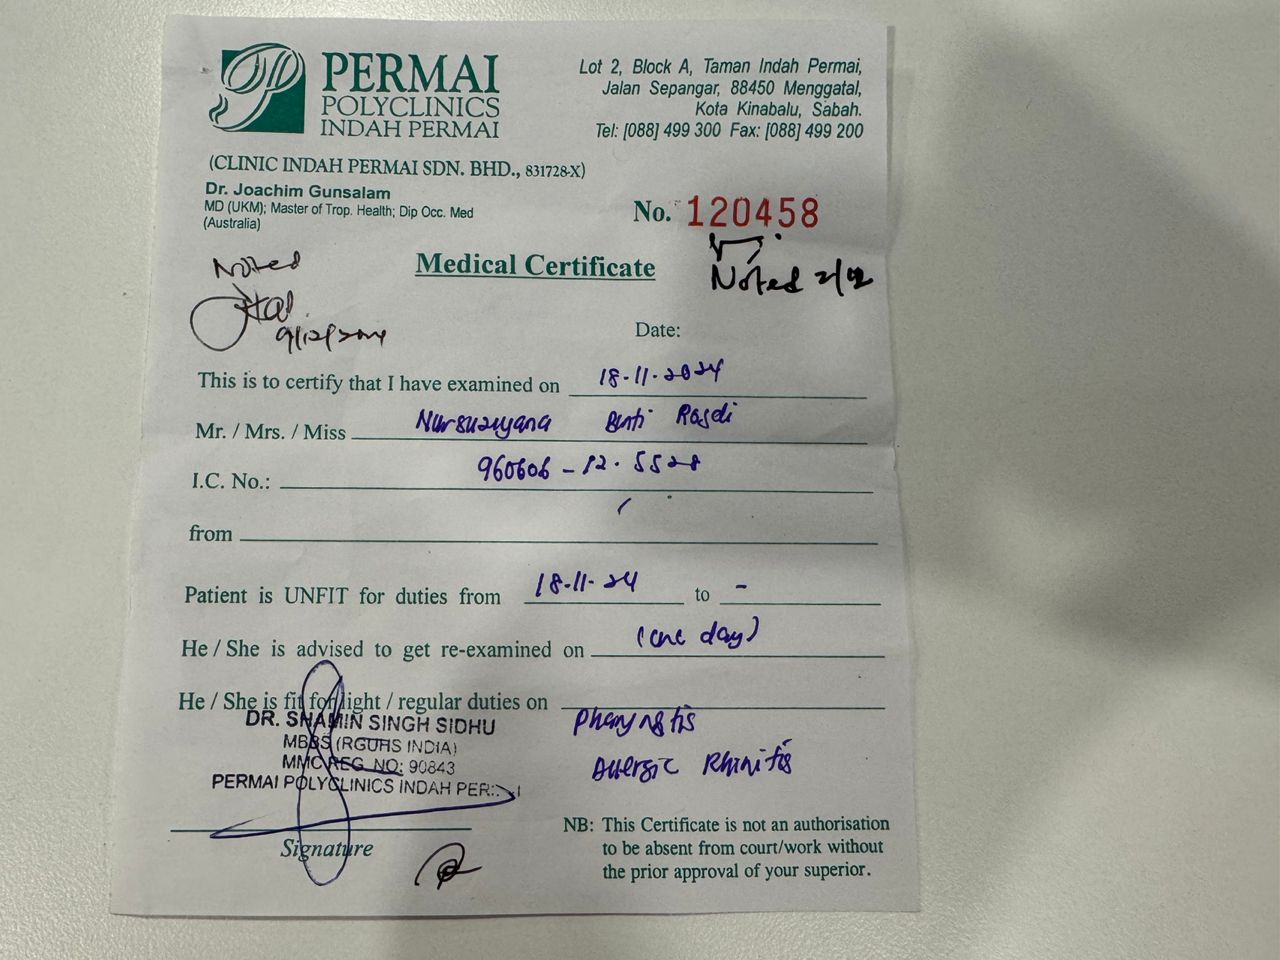 PERMAI
POLYCLINICS
INDAH PERMAI
Lot 2, Block A, Taman Indah Permai,
Jalan Sepangar, 88450 Menggatal,
Kota Kinabalu, Sabah.
Tel: [088] 499 300 Fax: [088] 499 200
(CLINIC INDAH PERMAI SDN. BHD., 831728-X)
Dr. Joachim Gunsalam
MD (UKM); Master of Trop. Health; Dip Occ. Med
(Australia)
No. 120458
Noted
9/12/2024
Medical Certificate
Noted 2/12
Date:
This is to certify that I have examined on 18-11-2024
Mr. / Mrs. / Miss Nursuzuyana Binti Rasdi
I.C. No.: 960606-12-5528
from
Patient is UNFIT for duties from 18-11-24 to -
(one day)
He / She is advised to get re-examined on
He / She is fit for light / regular duties on
DR. SHAMIN SINGH SIDHU
MBBS (RGUHS INDIA)
MMC REG. NO: 90843
PERMAI POLYCLINICS INDAH
Pharyngtis
Allergic Rhinitis
Signature
NB: This Certificate is not an authorisation
to be absent from court/work without
the prior approval of your superior.